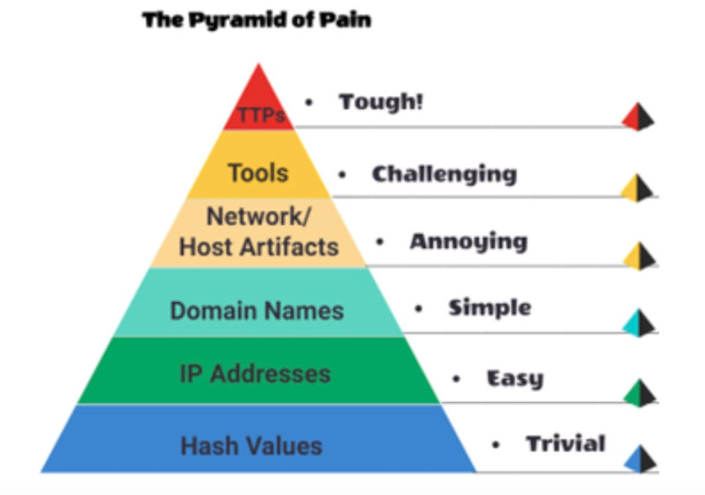 The Pyramid of Pain
TTPs
• Tough!
Tools
• Challenging
Network/
Host Artifacts
• Annoying
Domain Names
• Simple
IP Addresses
• Easy
Hash Values
• Trivial